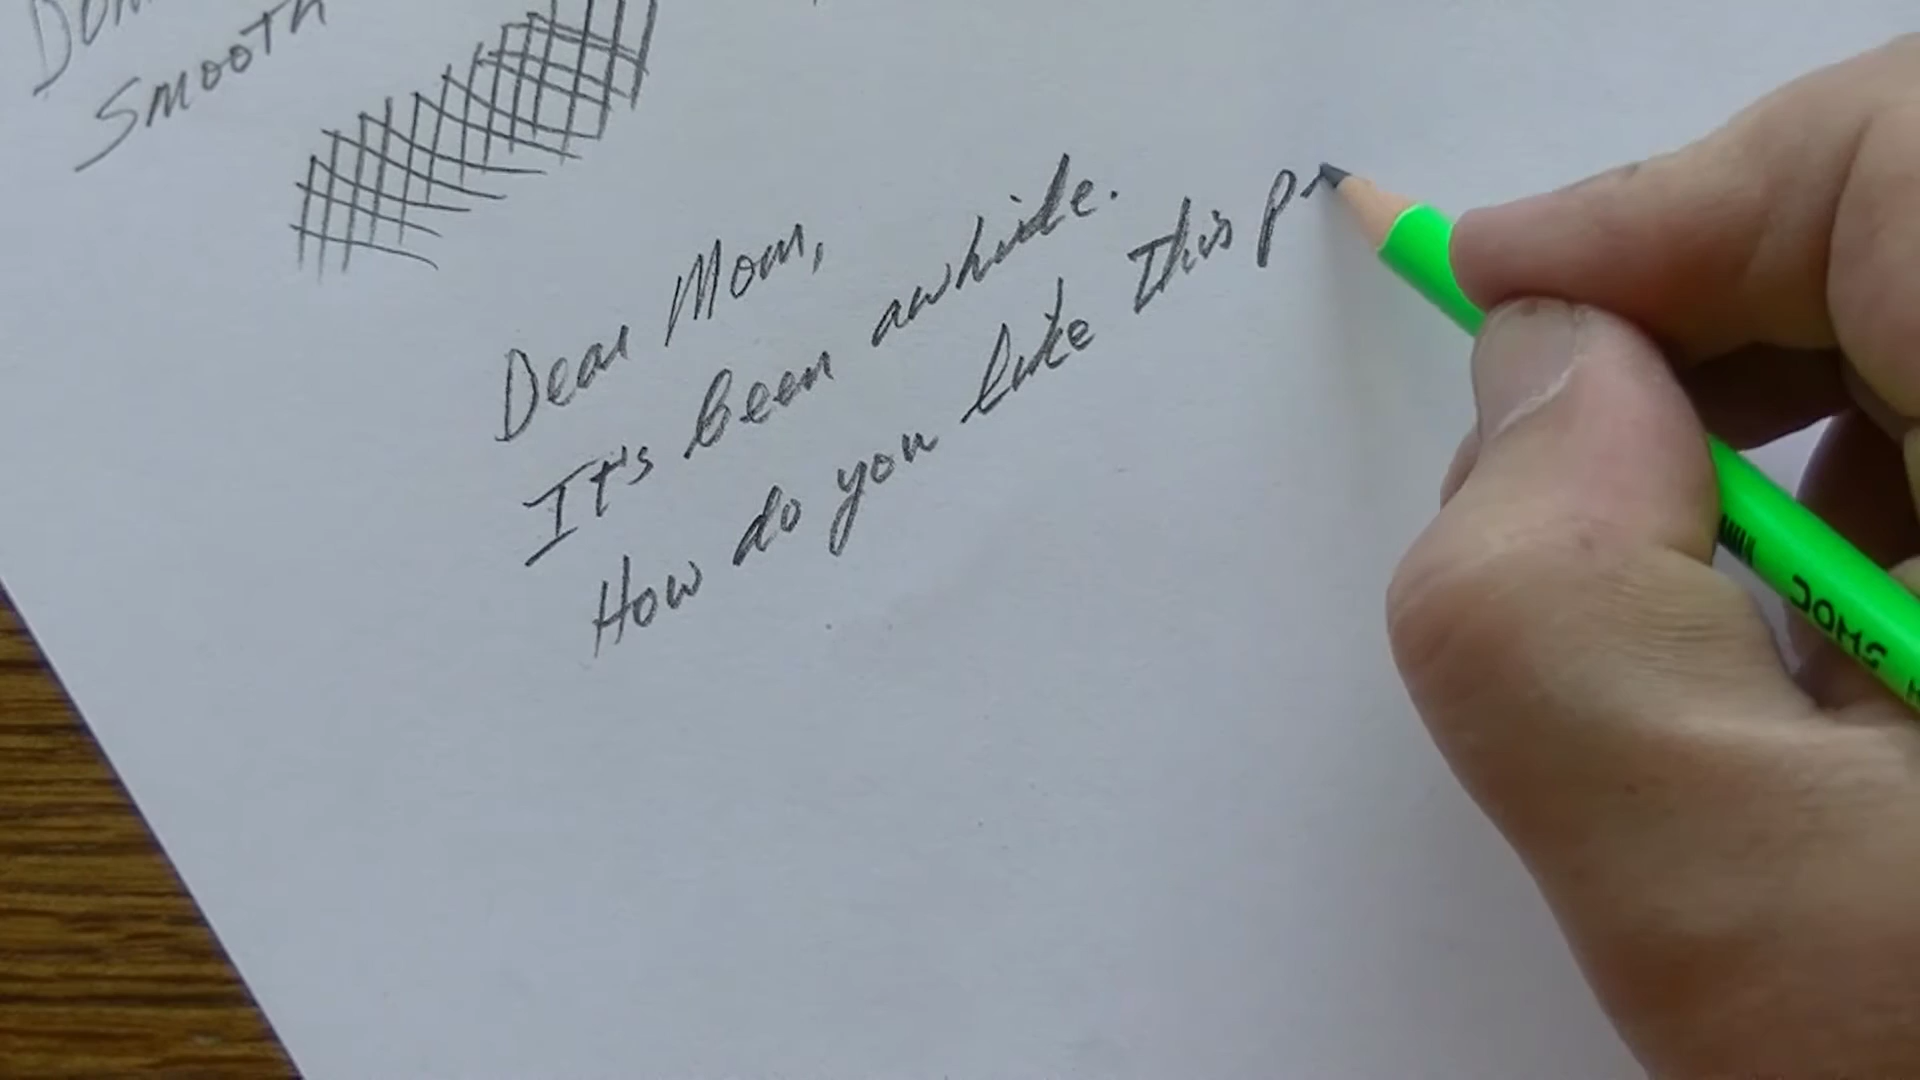 Smooth
Dear Mom,
It's been awhile.
How do you like this p
DOMS